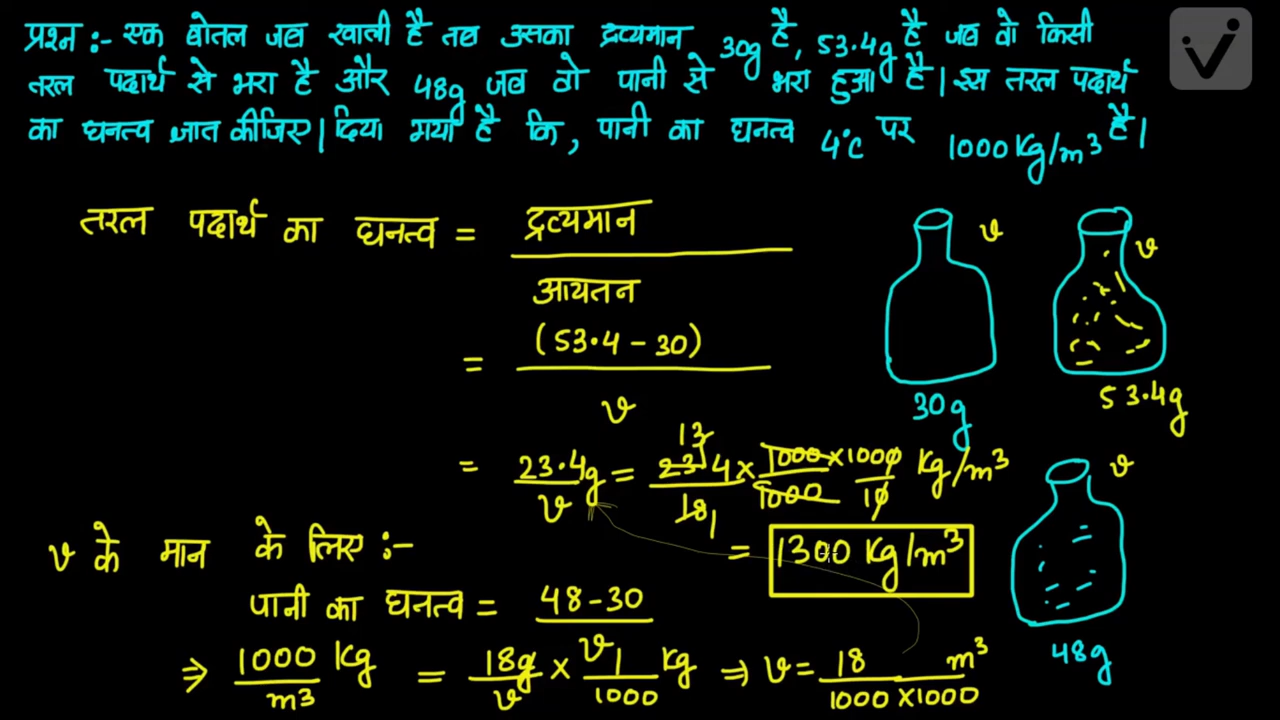 प्रश्न :- एक बोतल जब खाली है तब उसका द्रव्यमान 30g है, 53.4g है जब वो किसी
तरल पदार्थ से भरा है और 48g जब वो पानी से भरा हुआ है। इस तरल पदार्थ
का घनत्व ज्ञात कीजिए। दिया गया है कि, पानी का घनत्व 4°C पर 1000 Kg/m³ है।
तरल पदार्थ का घनत्व = द्रव्यमान
आयतन
= (53.4 - 30)
v
= 23.4g / v = 234/18 × 1000/1000 × 1000/10 Kg/m³
13
1
= 1300 Kg/m³
v के मान के लिए :-
पानी का घनत्व = 48-30
v
⇒ 1000 Kg / m3 = 18g / v × 1/1000 Kg ⇒ v = 18 / 1000×1000 m³
v
30g
v
53.4g
v
48g